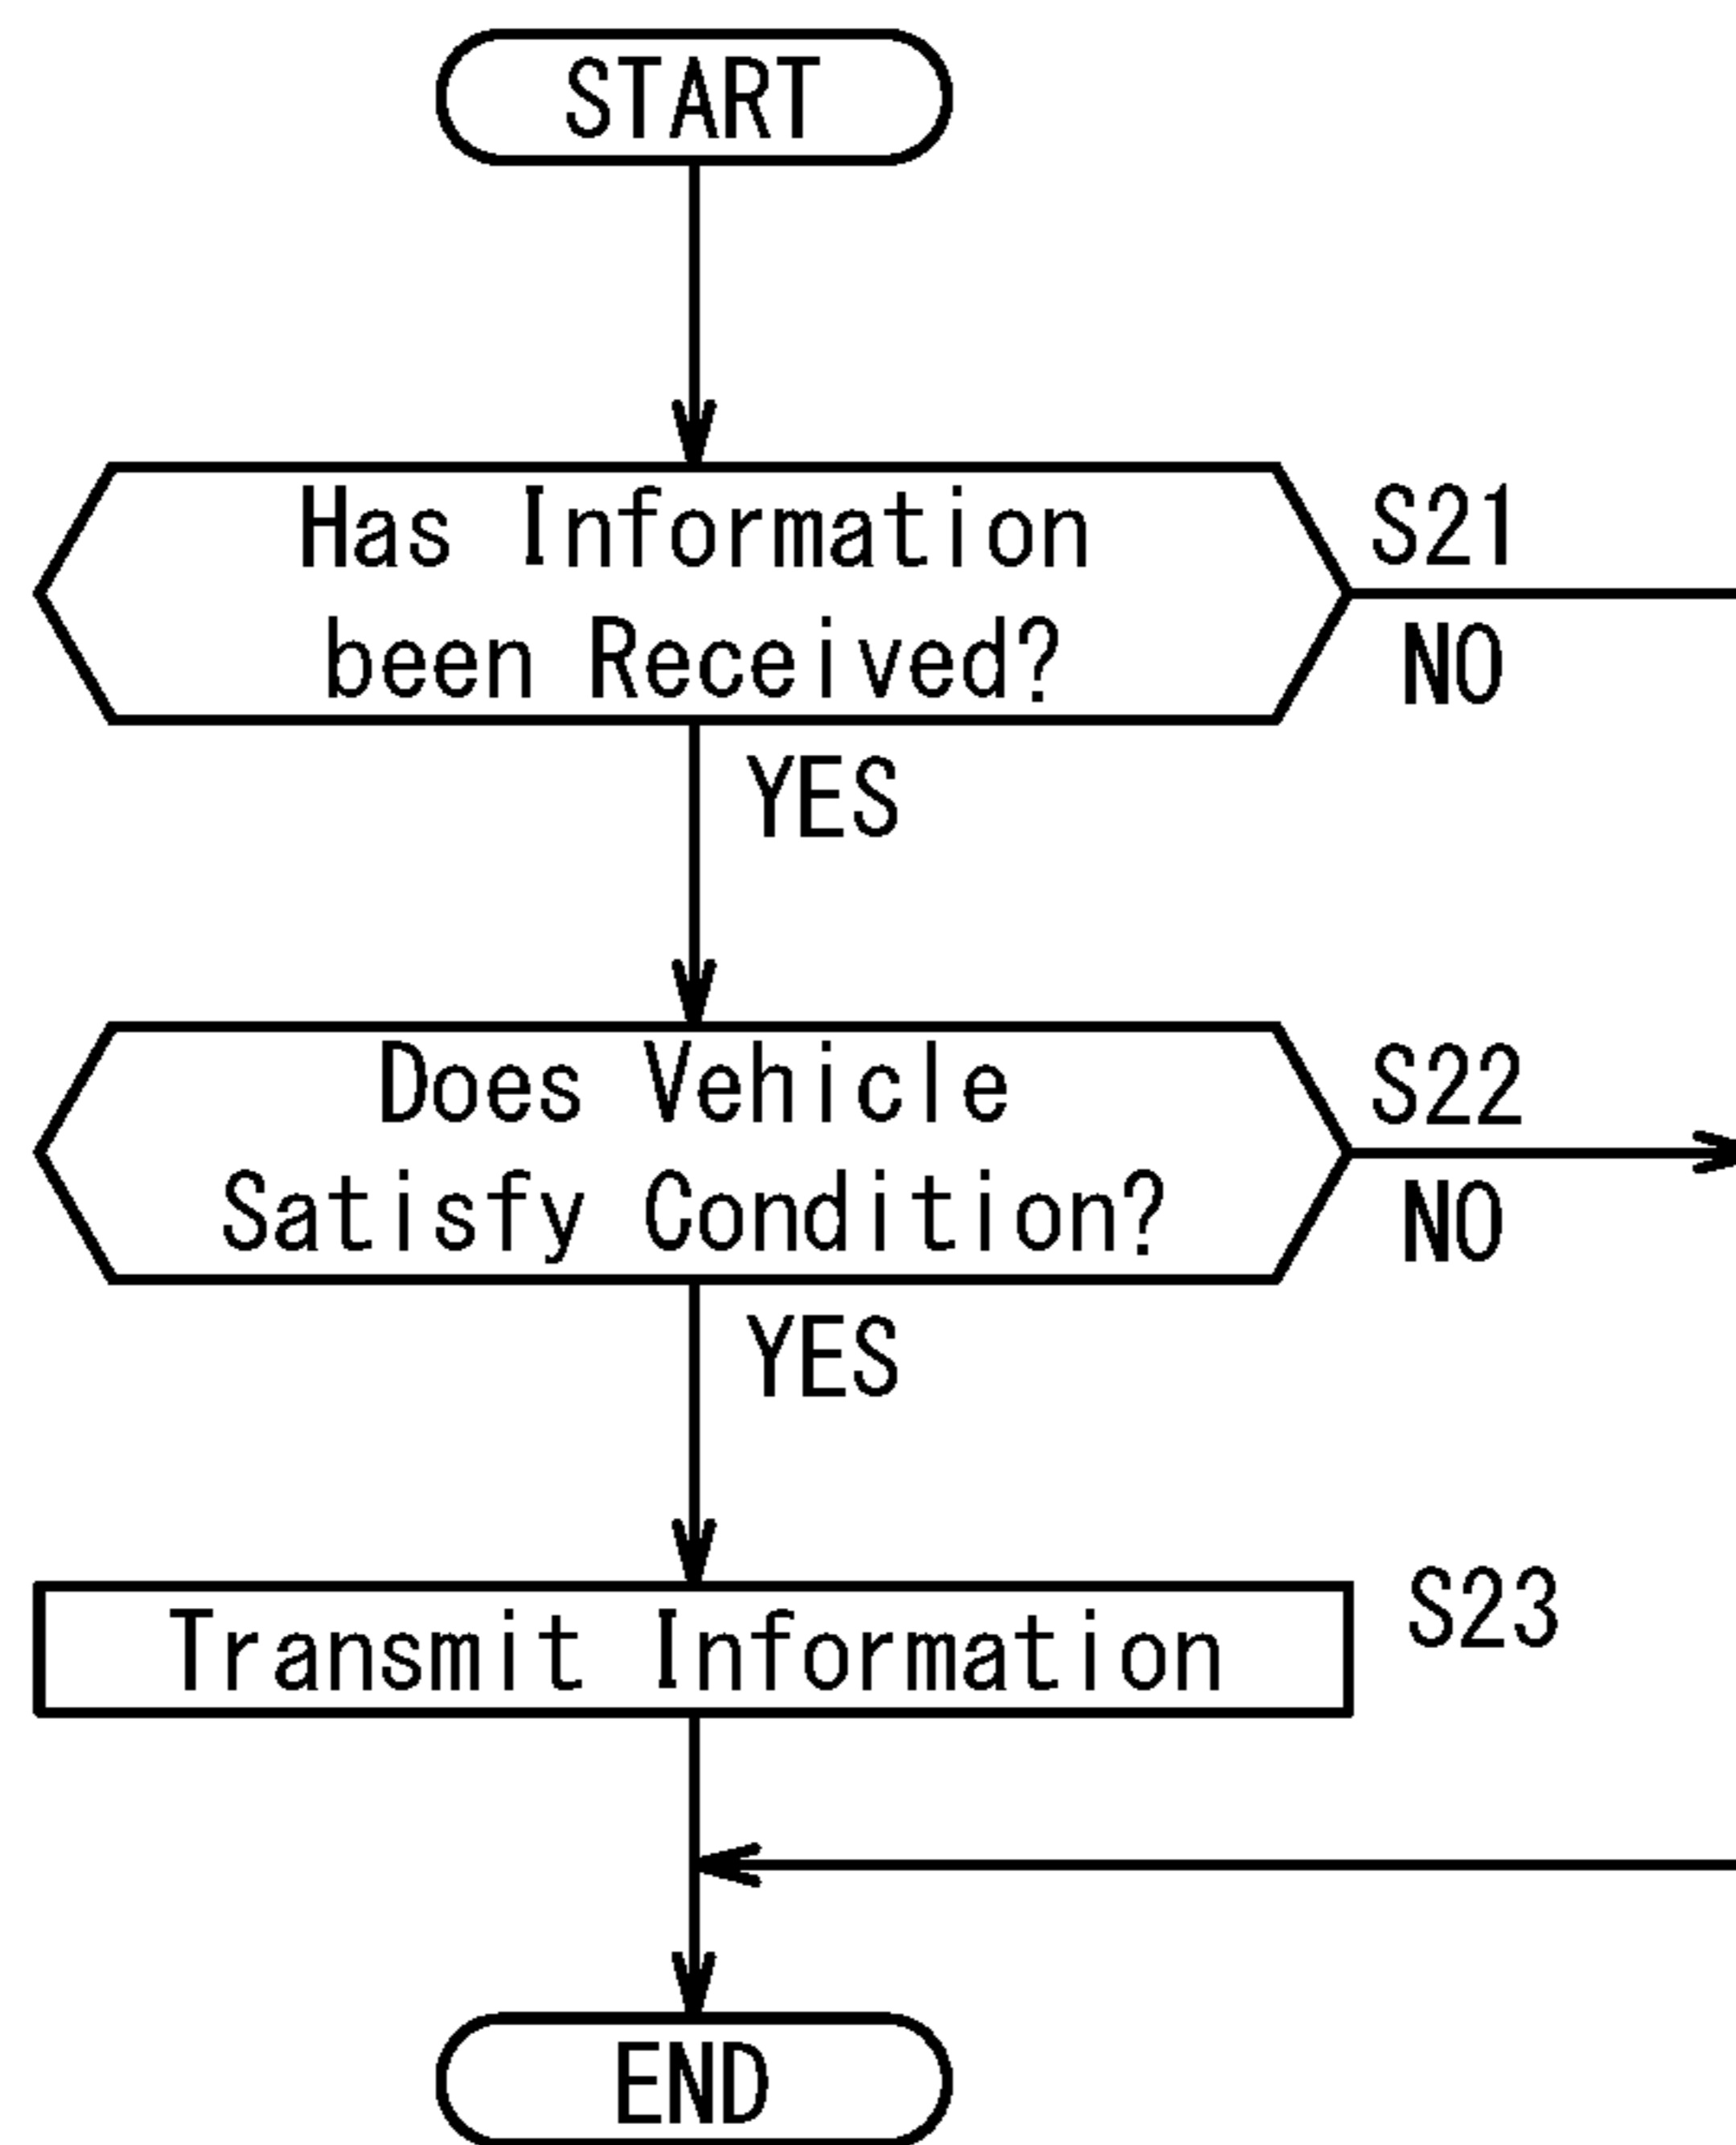 START
Has Information
been Received?
S21
NO
YES
Does Vehicle
Satisfy Condition?
S22
NO
YES
Transmit Information
S23
END